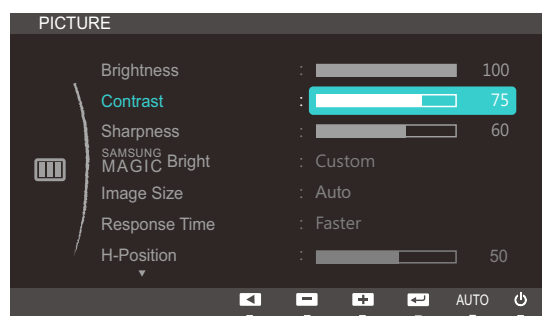 PICTURE
Brightness : 100
Contrast : 75
Sharpness : 60
SAMSUNG
MAGIC Bright : Custom
Image Size : Auto
Response Time : Faster
H-Position : 50
AUTO